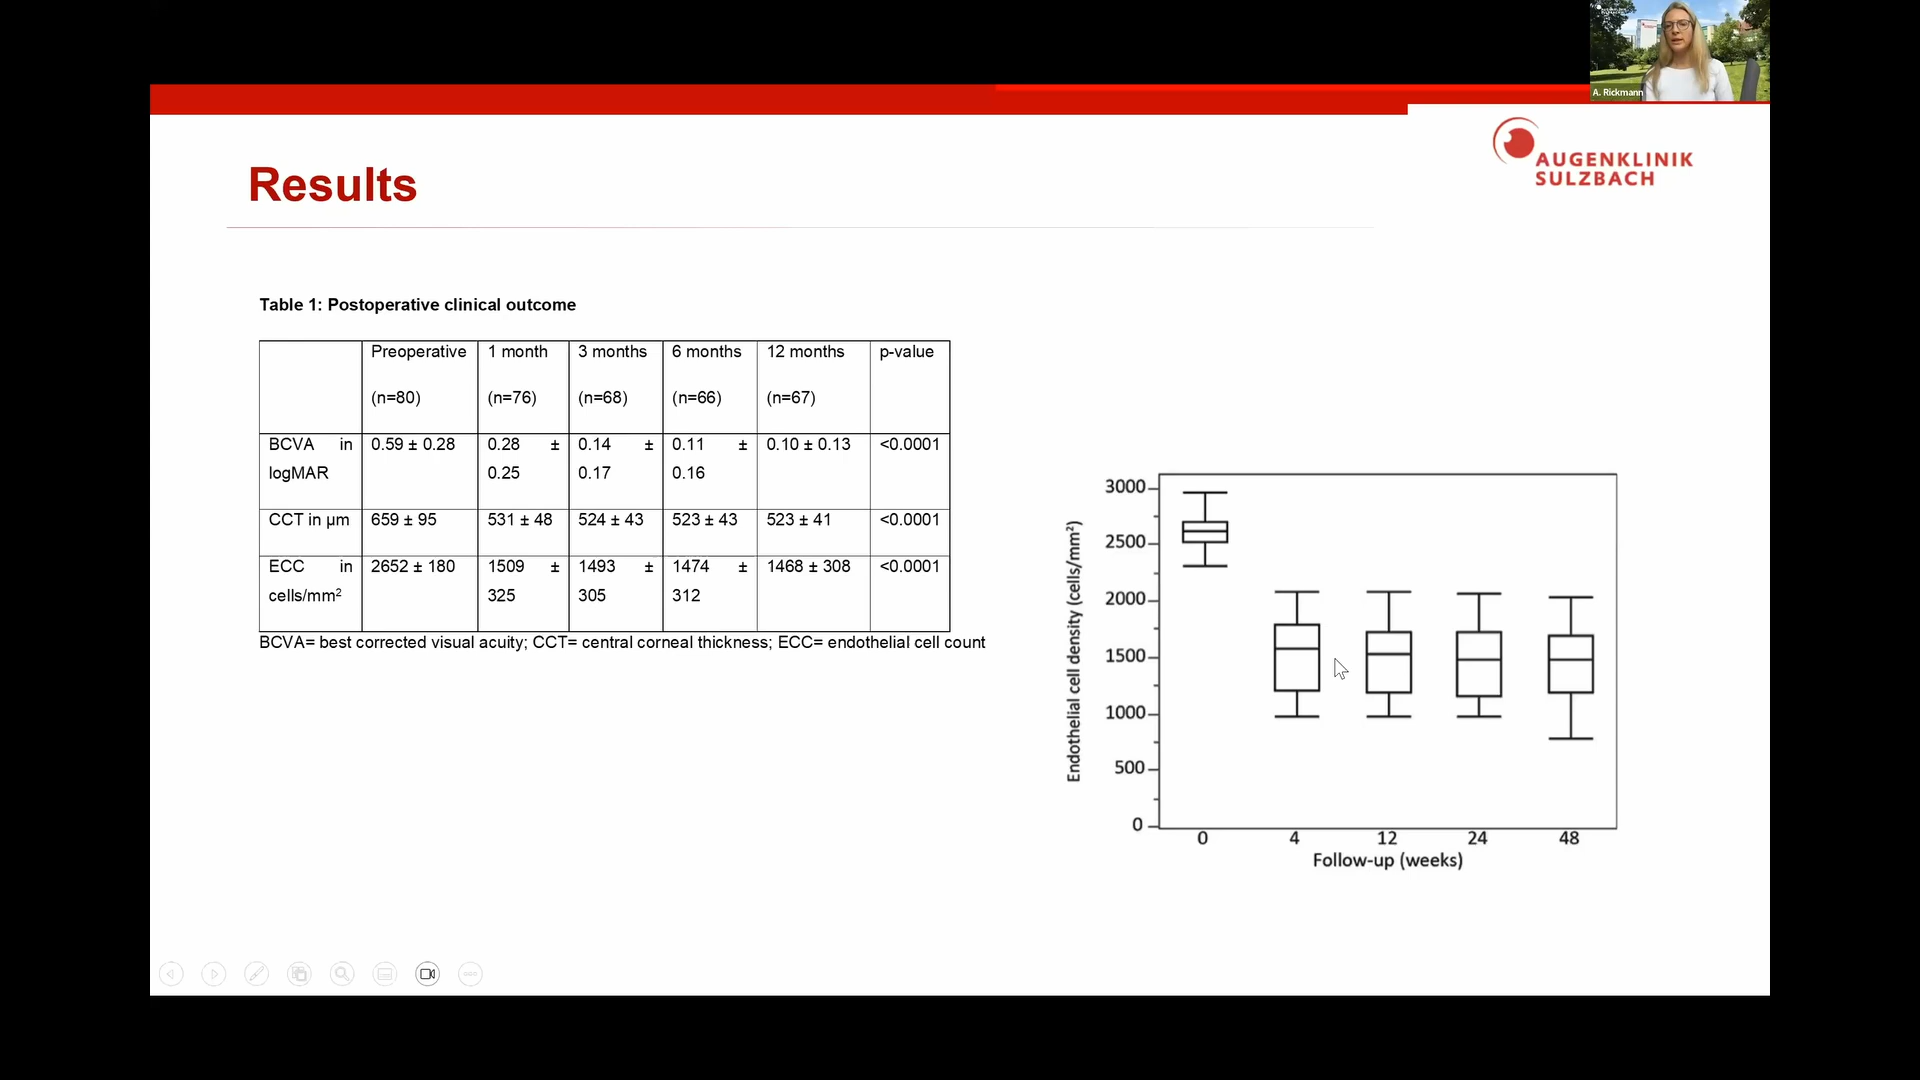 A. Rickmann
AUGENKLINIK
SULZBACH
Results
Table 1: Postoperative clinical outcome
Preoperative 1 month 3 months 6 months 12 months p-value
(n=80) (n=76) (n=68) (n=66) (n=67)
BCVA in 0.59 ± 0.28 0.28 ± 0.14 ± 0.11 ± 0.10 ± 0.13 <0.0001
logMAR 0.25 0.17 0.16
CCT in µm 659 ± 95 531 ± 48 524 ± 43 523 ± 43 523 ± 41 <0.0001
ECC in 2652 ± 180 1509 ± 1493 ± 1474 ± 1468 ± 308 <0.0001
cells/mm² 325 305 312
BCVA= best corrected visual acuity; CCT= central corneal thickness; ECC= endothelial cell count
Endothelial cell density (cells/mm²)
3000
2500
2000
1500
1000
500
0
0 4 12 24 48
Follow-up (weeks)